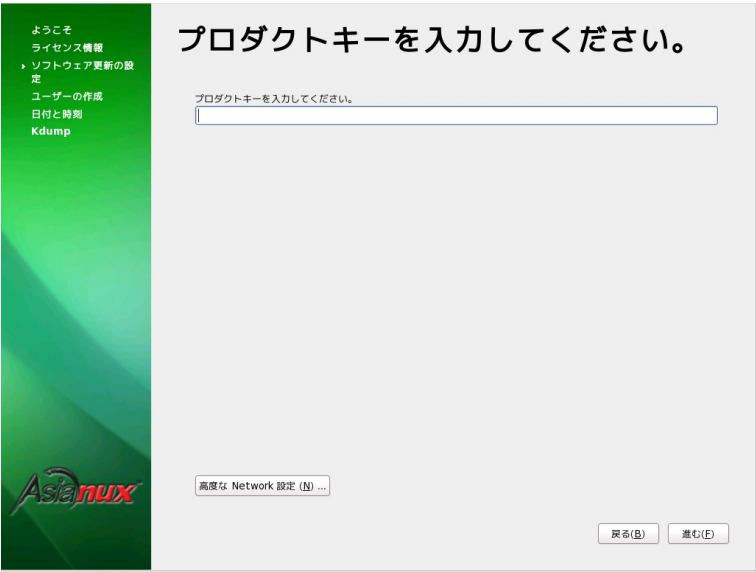 ようこそ
ライセンス情報
ソフトウェア更新の設
定
ユーザーの作成
日付と時刻
Kdump
プロダクトキーを入力してください。
プロダクトキーを入力してください。
高度な Network 設定 (N) ...
戻る(B)
進む(F)
Asianux